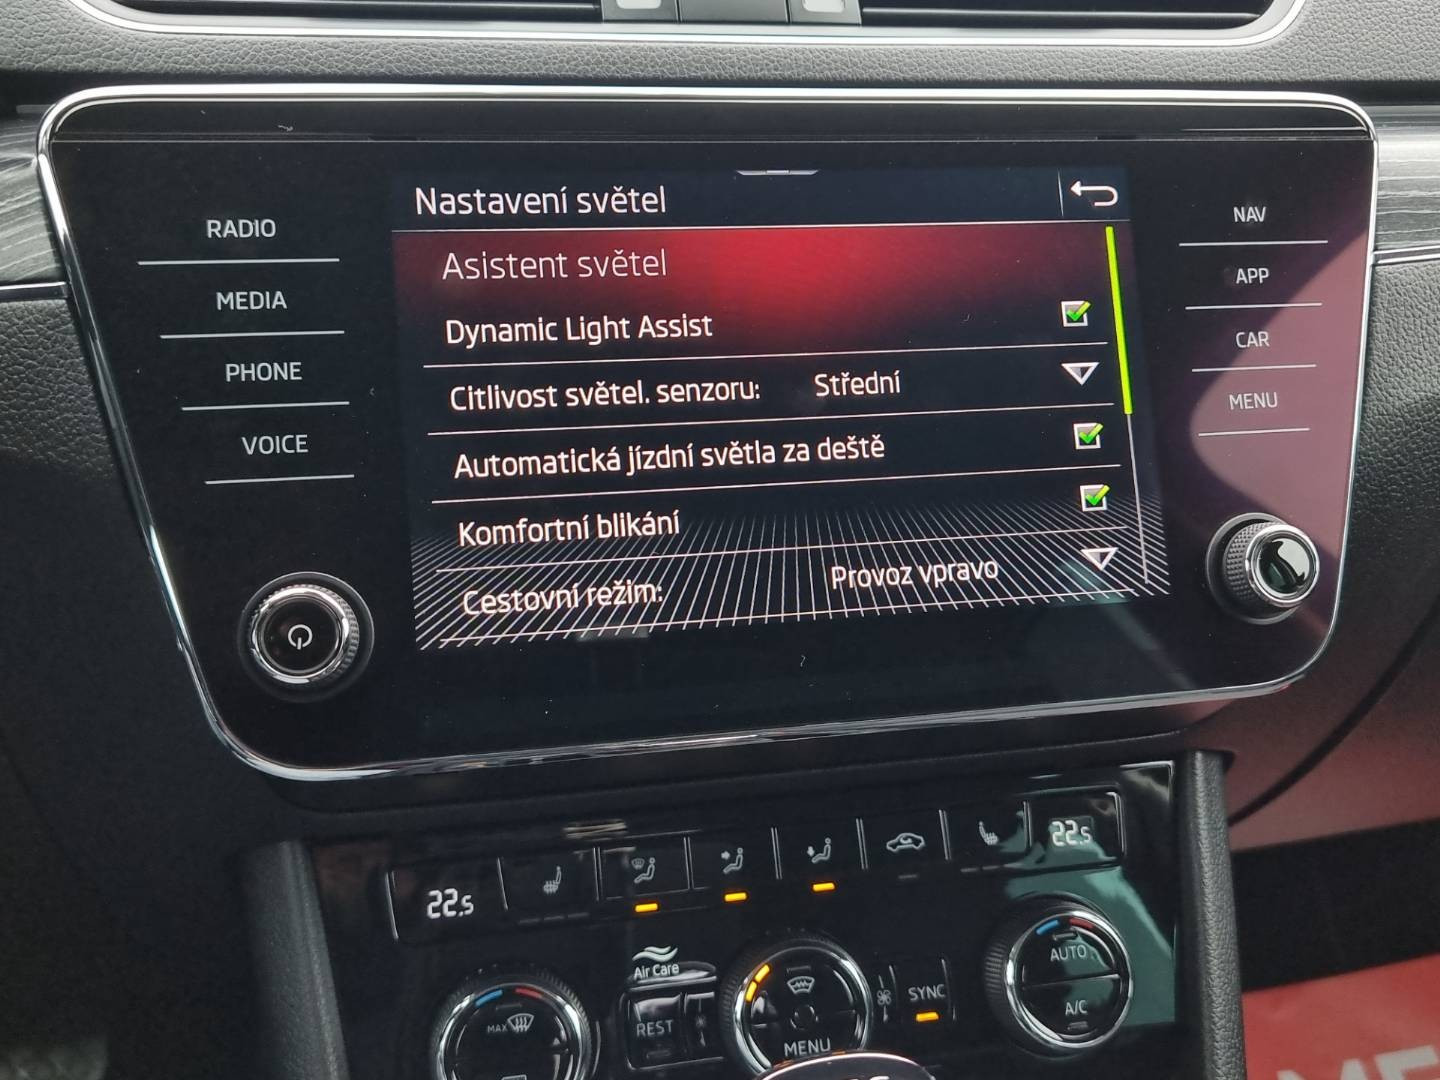 RADIO
MEDIA
PHONE
VOICE
Nastavení světel
Asistent světel
Dynamic Light Assist
Citlivost světel. senzoru: Střední
Automatická jízdní světla za deště
Komfortní blikání
Cestovní režim: Provoz vpravo
NAV
APP
CAR
MENU
22.5
22.5
Air Care
MAX
REST
MENU
SYNC
AUTO
A/C